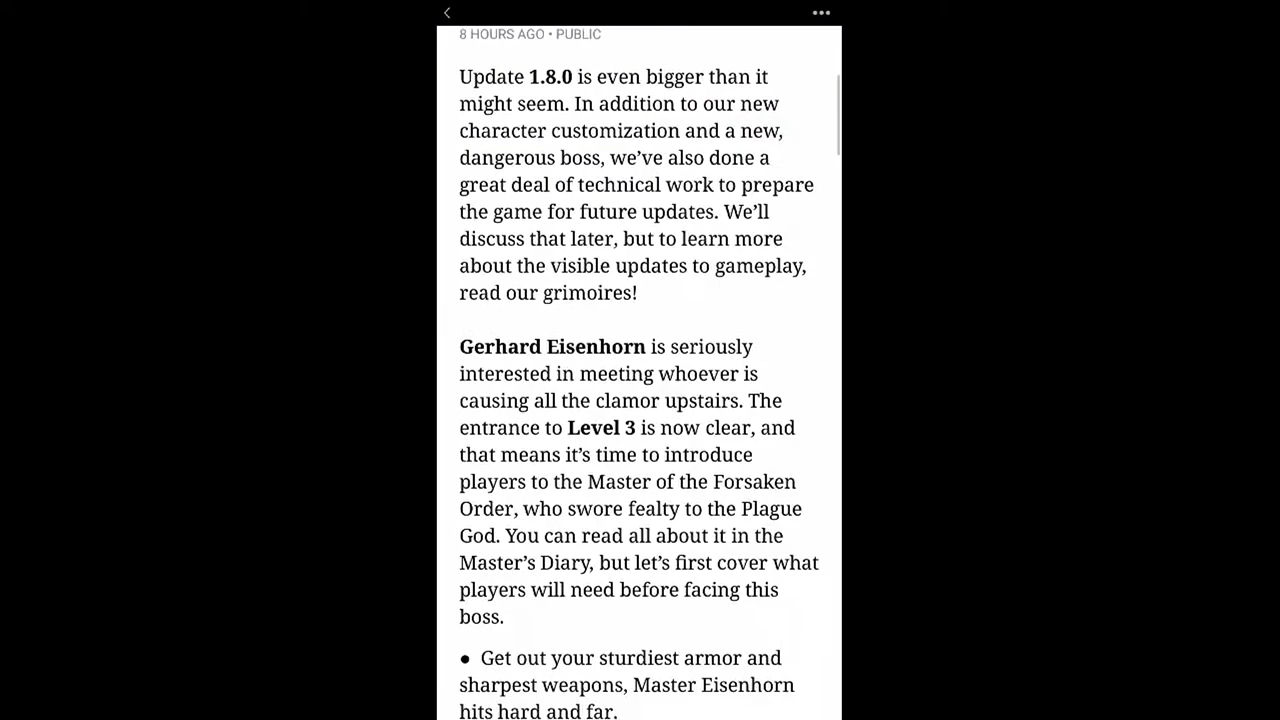 8 HOURS AGO • PUBLIC
Update 1.8.0 is even bigger than it
might seem. In addition to our new
character customization and a new,
dangerous boss, we’ve also done a
great deal of technical work to prepare
the game for future updates. We’ll
discuss that later, but to learn more
about the visible updates to gameplay,
read our grimoires!
Gerhard Eisenhorn is seriously
interested in meeting whoever is
causing all the clamor upstairs. The
entrance to Level 3 is now clear, and
that means it’s time to introduce
players to the Master of the Forsaken
Order, who swore fealty to the Plague
God. You can read all about it in the
Master’s Diary, but let’s first cover what
players will need before facing this
boss.
● Get out your sturdiest armor and
sharpest weapons, Master Eisenhorn
hits hard and far.